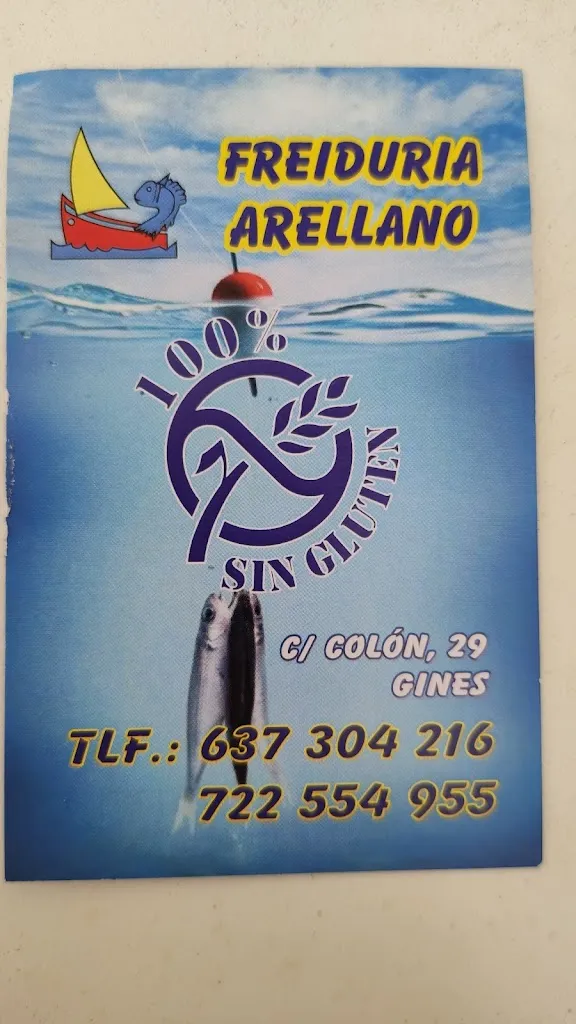 FREIDURIA
ARELLANO
100%
SIN GLUTEN
C/ COLÓN, 29
GINES
TLF.: 637 304 216
722 554 955